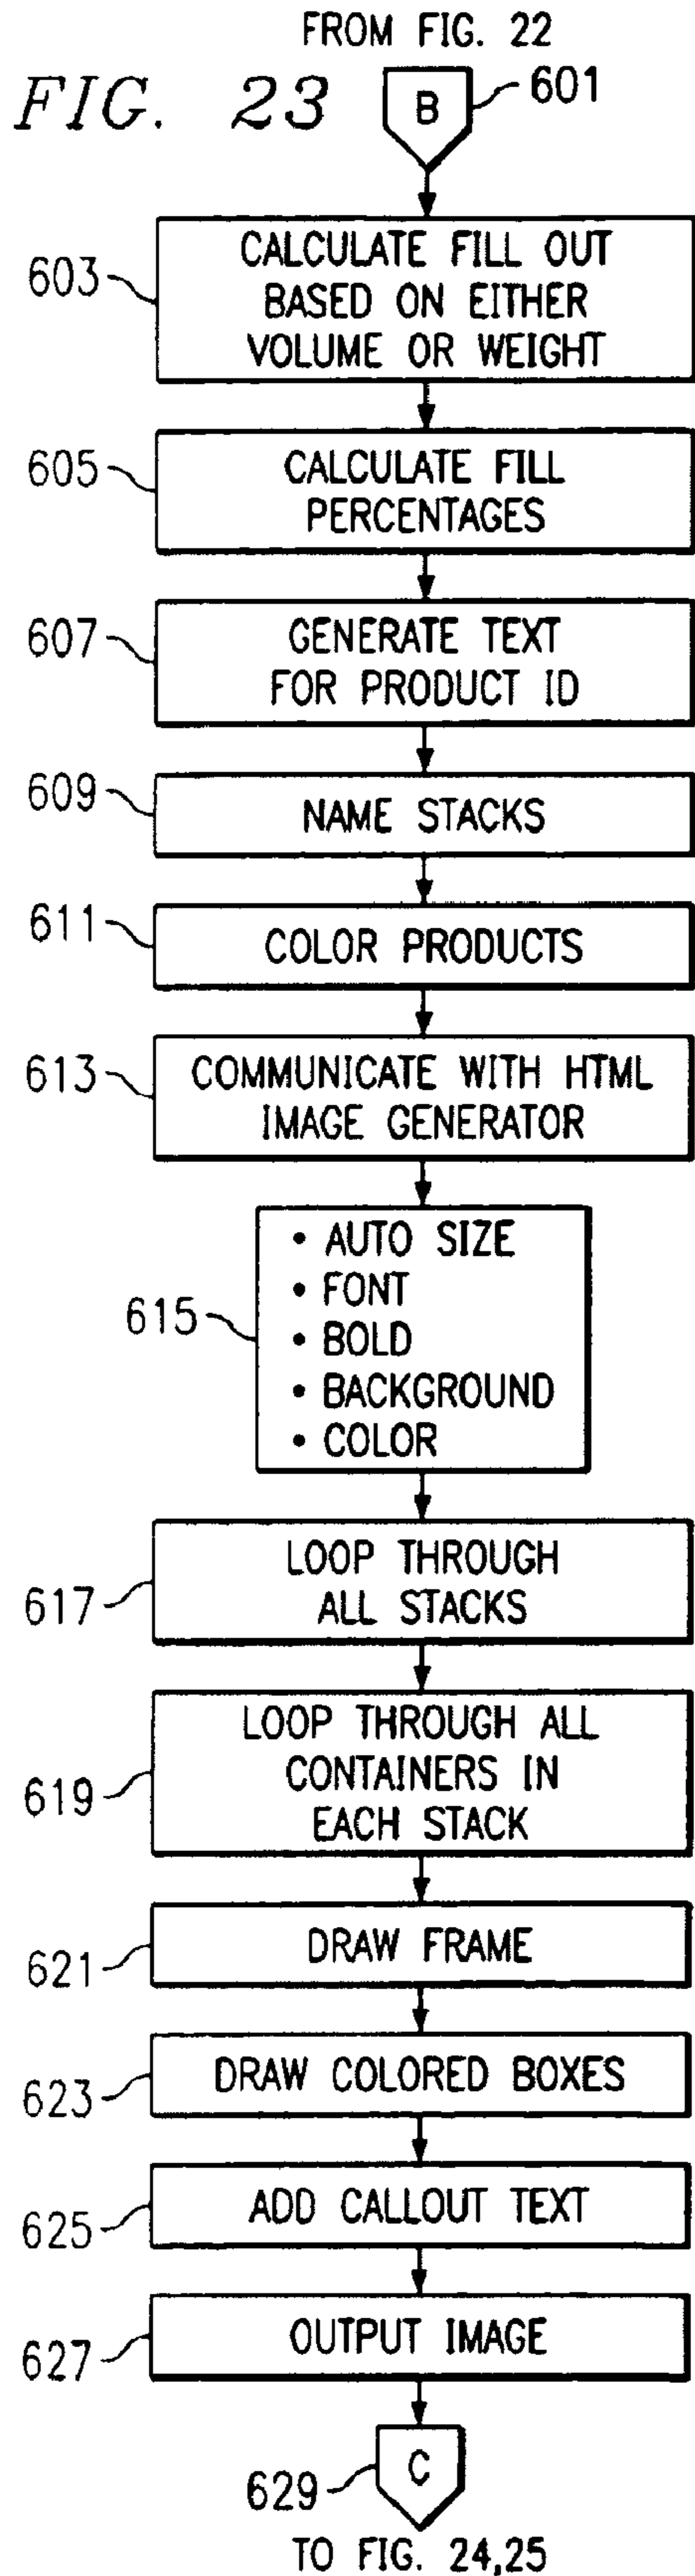 FROM FIG. 22
FIG. 23
B
601
603
CALCULATE FILL OUT
BASED ON EITHER
VOLUME OR WEIGHT
605
CALCULATE FILL
PERCENTAGES
607
GENERATE TEXT
FOR PRODUCT ID
609
NAME STACKS
611
COLOR PRODUCTS
613
COMMUNICATE WITH HTML
IMAGE GENERATOR
615
• AUTO SIZE
• FONT
• BOLD
• BACKGROUND
• COLOR
617
LOOP THROUGH
ALL STACKS
619
LOOP THROUGH ALL
CONTAINERS IN
EACH STACK
621
DRAW FRAME
623
DRAW COLORED BOXES
625
ADD CALLOUT TEXT
627
OUTPUT IMAGE
629
C
TO FIG. 24,25